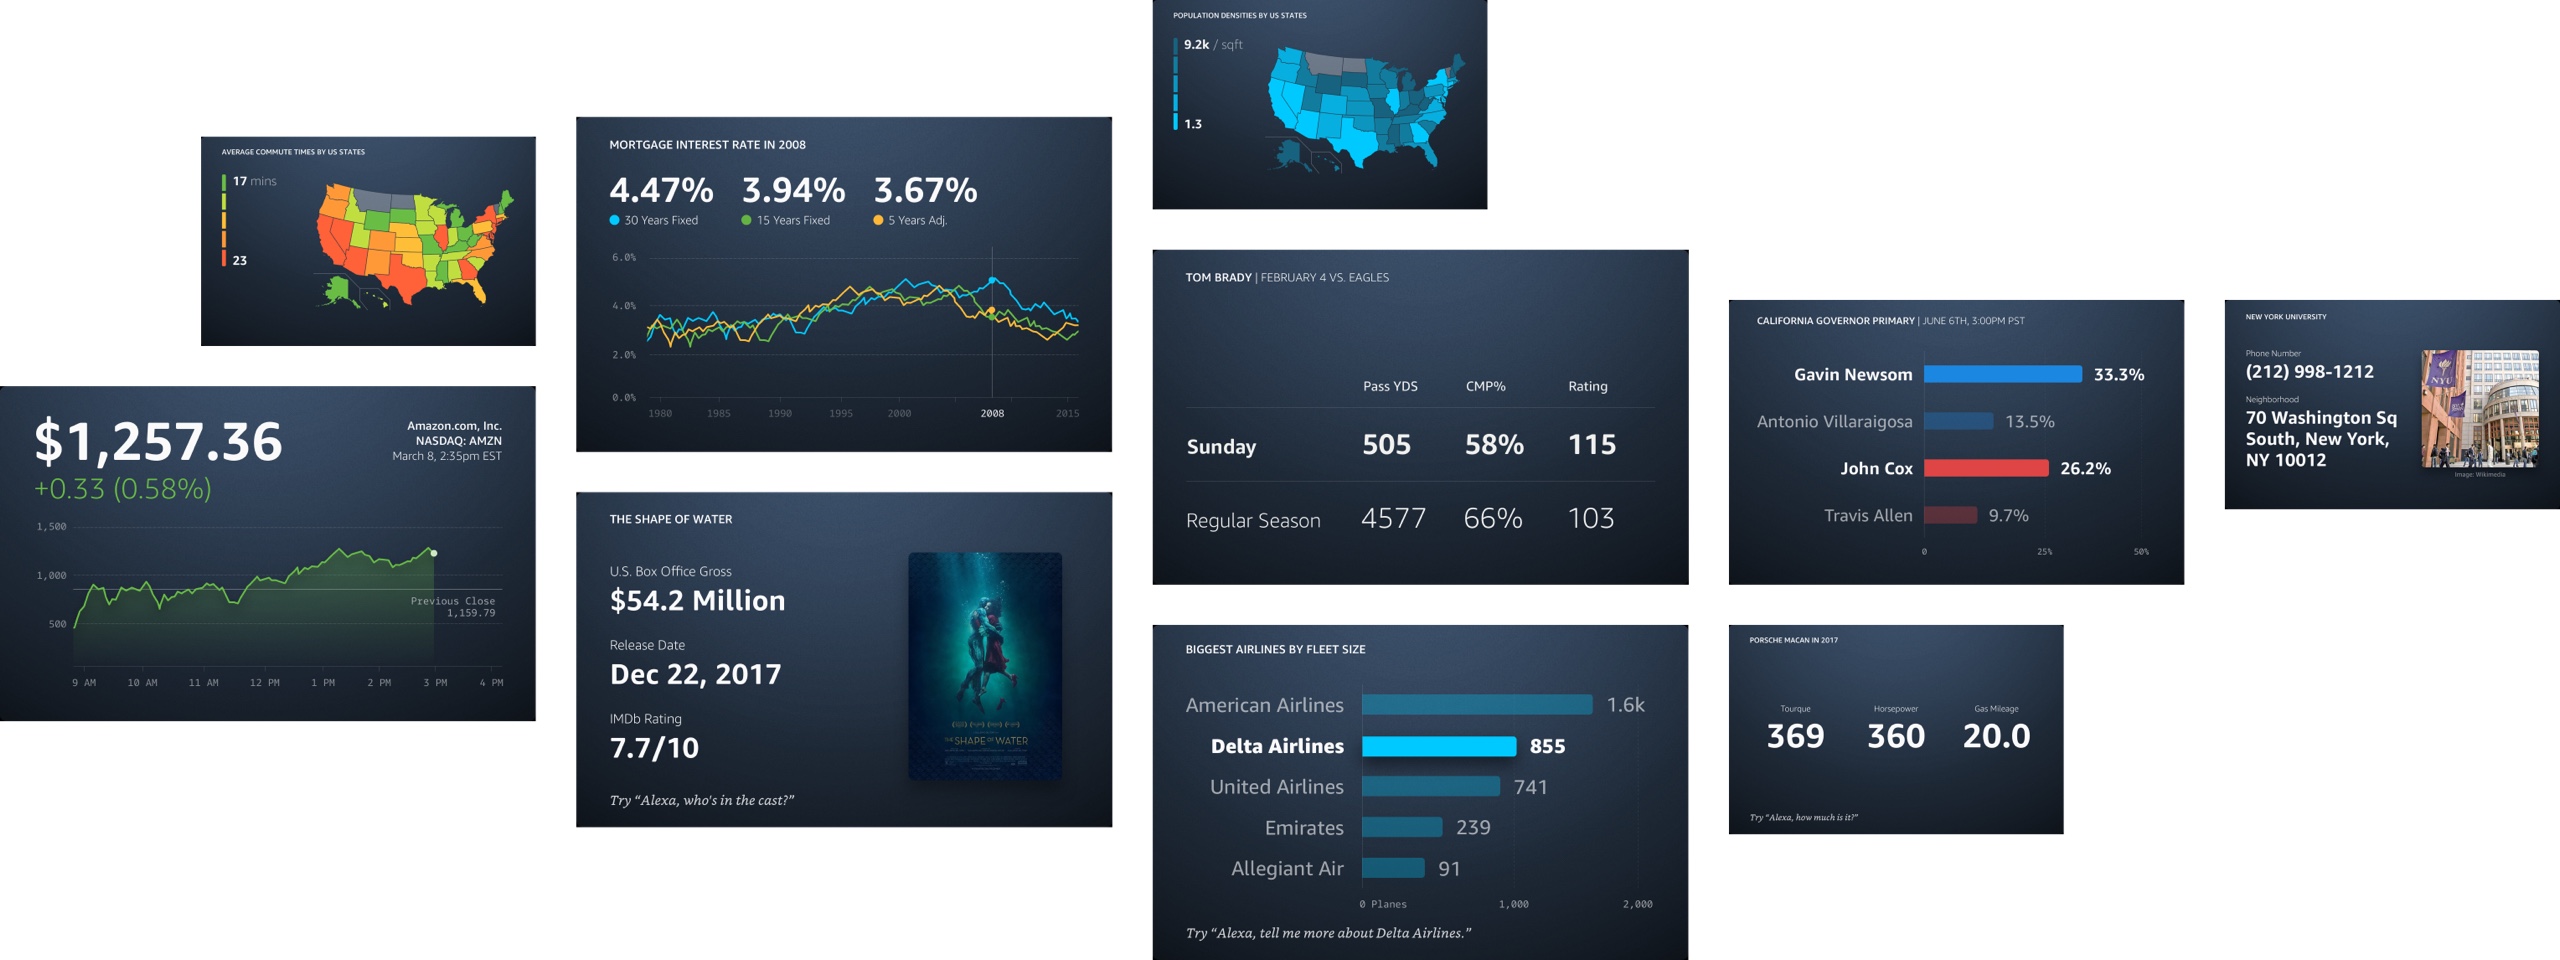 AVERAGE COMMUTE TIMES BY US STATES
17 mins
23
$1,257.36
+0.33 (0.58%)
Amazon.com, Inc.
NASDAQ: AMZN
March 8, 2:35pm EST
1,500
1,000
500
Previous Close
1,159.79
9 AM 10 AM 11 AM 12 PM 1 PM 2 PM 3 PM 4 PM
MORTGAGE INTEREST RATE IN 2008
4.47% 3.94% 3.67%
30 Years Fixed 15 Years Fixed 5 Years Adj.
6.0%
4.0%
2.0%
0.0%
1980 1985 1990 1995 2000 2008 2015
THE SHAPE OF WATER
U.S. Box Office Gross
$54.2 Million
Release Date
Dec 22, 2017
IMDb Rating
7.7/10
Try “Alexa, who's in the cast?”
THE SHAPE OF WATER
POPULATION DENSITIES BY US STATES
9.2k / sqft
1.3
TOM BRADY | FEBRUARY 4 VS. EAGLES
Pass YDS CMP% Rating
Sunday 505 58% 115
Regular Season 4577 66% 103
BIGGEST AIRLINES BY FLEET SIZE
American Airlines 1.6k
Delta Airlines 855
United Airlines 741
Emirates 239
Allegiant Air 91
0 Planes 1,000 2,000
Try “Alexa, tell me more about Delta Airlines.”
CALIFORNIA GOVERNOR PRIMARY | JUNE 6TH, 3:00PM PST
Gavin Newsom 33.3%
Antonio Villaraigosa 13.5%
John Cox 26.2%
Travis Allen 9.7%
0 25% 50%
PORSCHE MACAN IN 2017
Tourque Horsepower Gas Mileage
369 360 20.0
Try “Alexa, how much is it?”
NEW YORK UNIVERSITY
Phone Number
(212) 998-1212
Neighborhood
70 Washington Sq
South, New York,
NY 10012
NYU
Image: Wikimedia